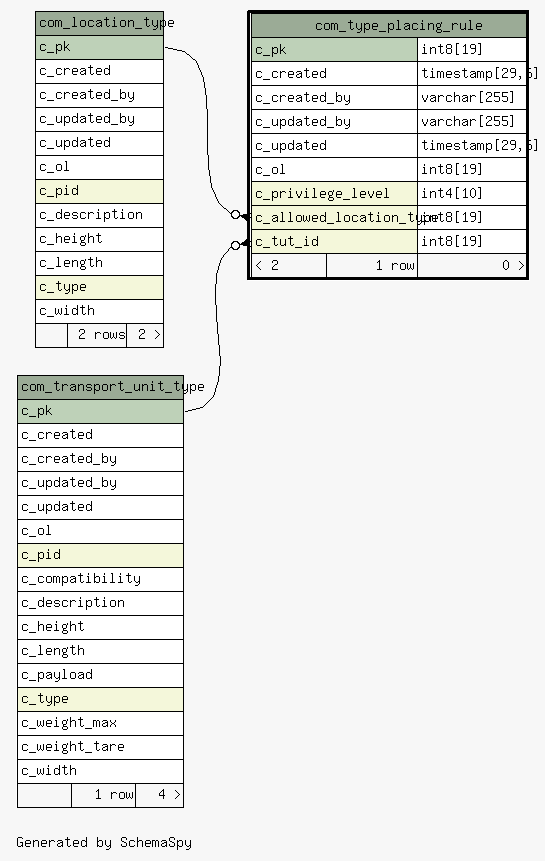 com_location_type
c_pk
c_created
c_created_by
c_updated_by
c_updated
c_ol
c_pid
c_description
c_height
c_length
c_type
c_width
2 rows 2 >
com_type_placing_rule
c_pk int8[19]
c_created timestamp[29,6]
c_created_by varchar[255]
c_updated_by varchar[255]
c_updated timestamp[29,6]
c_ol int8[19]
c_privilege_level int4[10]
c_allowed_location_type int8[19]
c_tut_id int8[19]
< 2 1 row 0 >
com_transport_unit_type
c_pk
c_created
c_created_by
c_updated_by
c_updated
c_ol
c_pid
c_compatibility
c_description
c_height
c_length
c_payload
c_type
c_weight_max
c_weight_tare
c_width
1 row 4 >
Generated by SchemaSpy